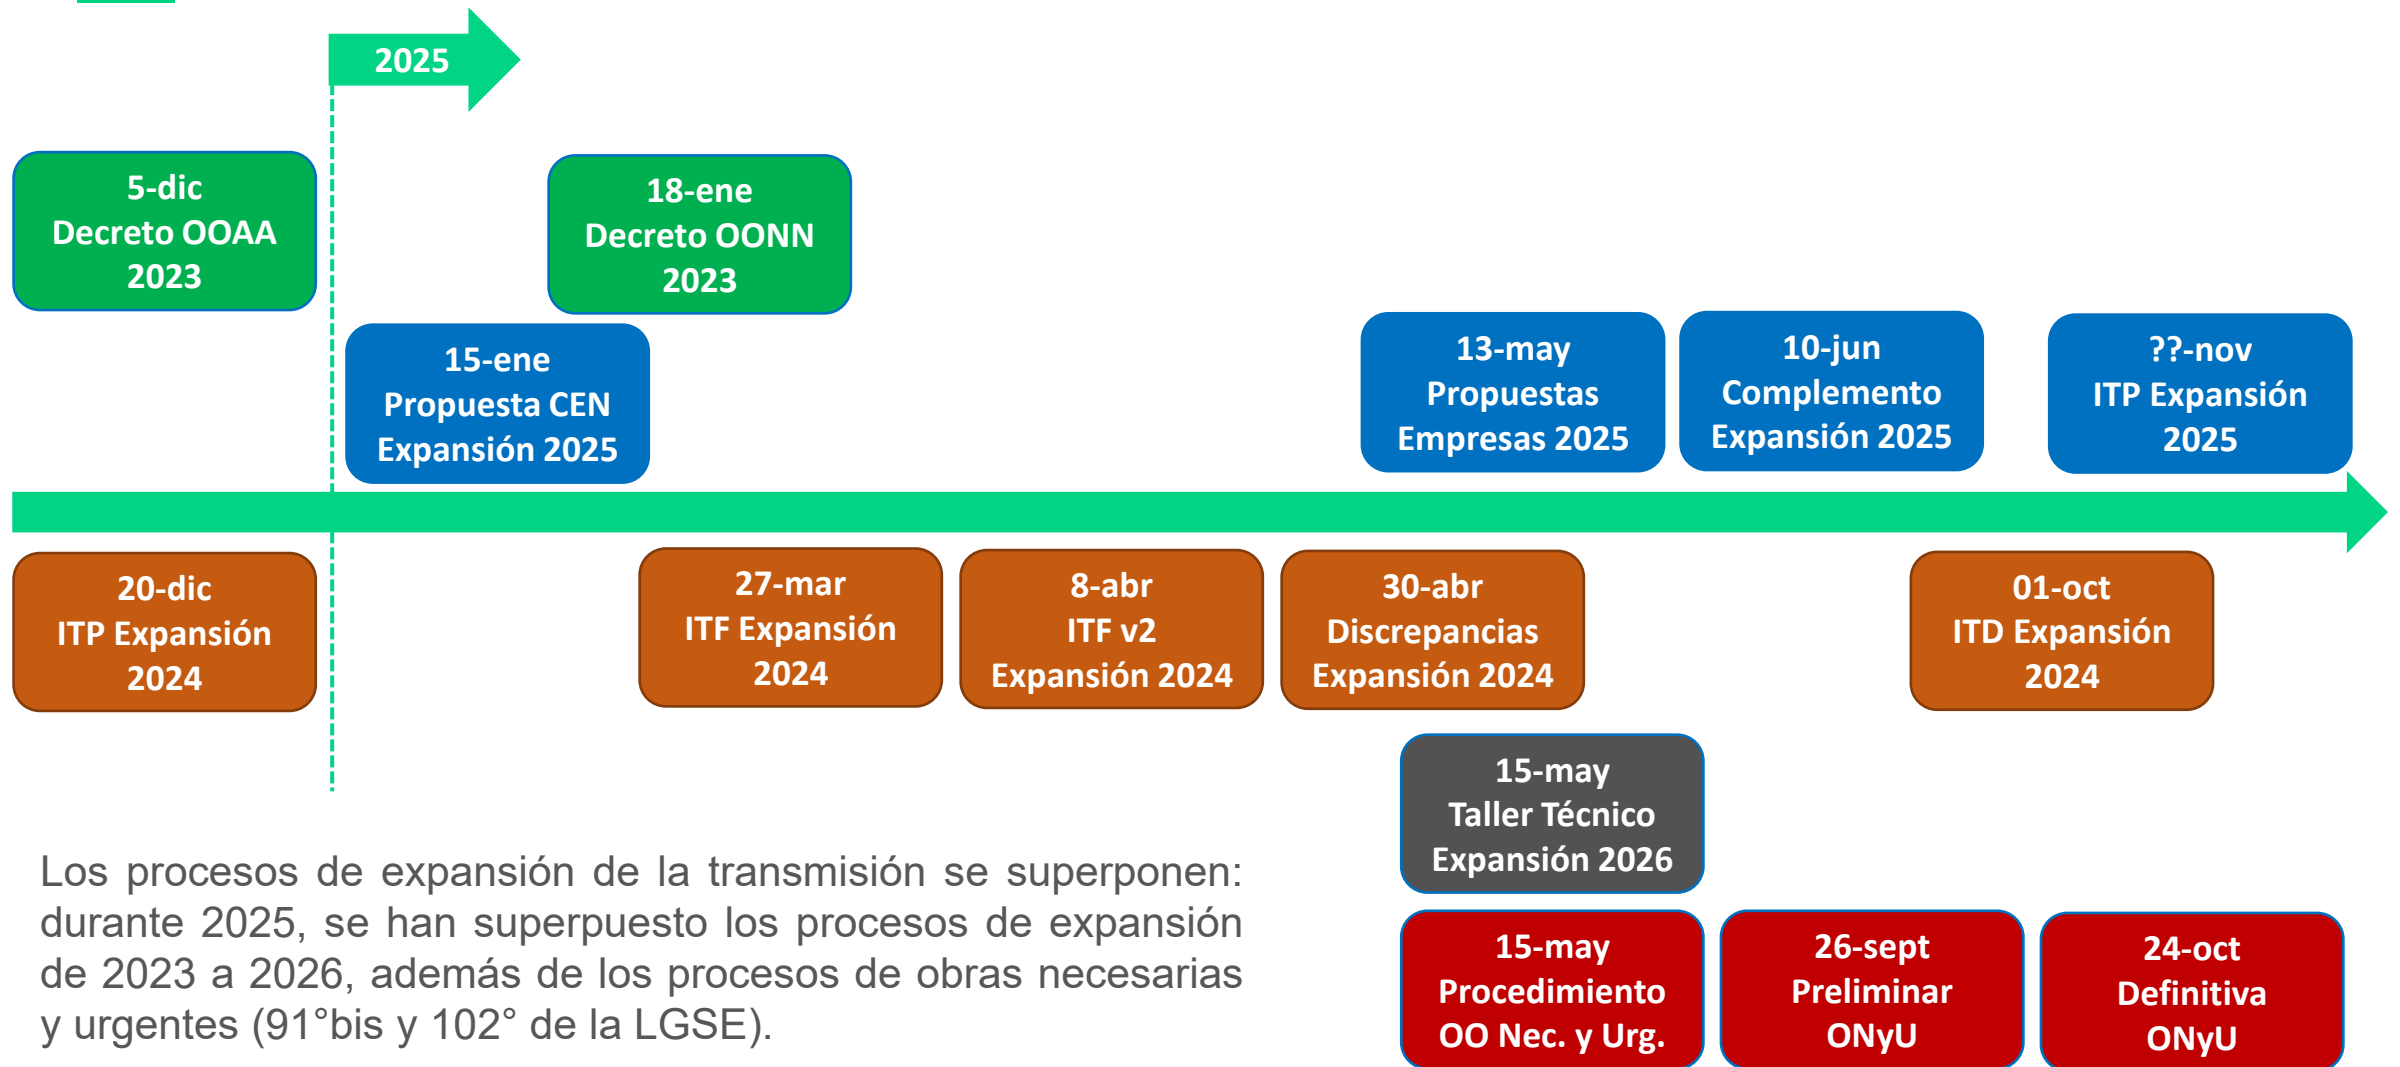 2025
5-dic
Decreto OOAA
2023
18-ene
Decreto OONN
2023
15-ene
Propuesta CEN
Expansión 2025
13-may
Propuestas
Empresas 2025
10-jun
Complemento
Expansión 2025
??-nov
ITP Expansión
2025
20-dic
ITP Expansión
2024
27-mar
ITF Expansión
2024
8-abr
ITF v2
Expansión 2024
30-abr
Discrepancias
Expansión 2024
01-oct
ITD Expansión
2024
15-may
Taller Técnico
Expansión 2026
15-may
Procedimiento
OO Nec. y Urg.
26-sept
Preliminar
ONyU
24-oct
Definitiva
ONyU
Los procesos de expansión de la transmisión se superponen:
durante 2025, se han superpuesto los procesos de expansión
de 2023 a 2026, además de los procesos de obras necesarias
y urgentes (91°bis y 102° de la LGSE).